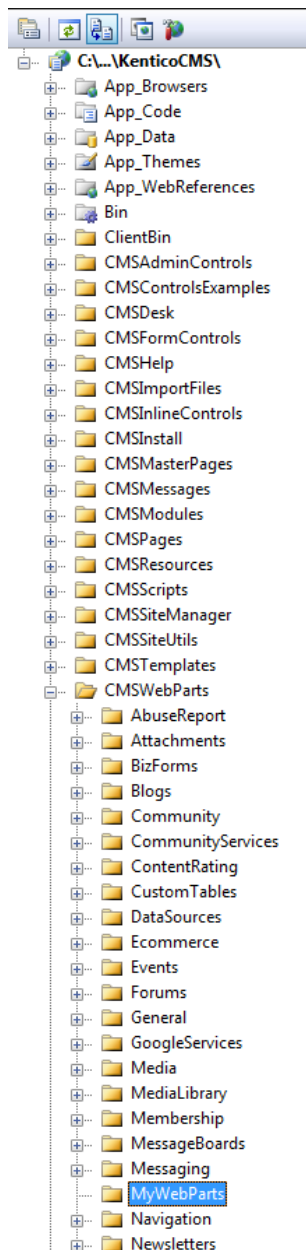 C:\...\KenticoCMS\
App_Browsers
App_Code
App_Data
App_Themes
App_WebReferences
Bin
ClientBin
CMSAdminControls
CMSControlsExamples
CMSDesk
CMSFormControls
CMSHelp
CMSImportFiles
CMSInlineControls
CMSInstall
CMSMasterPages
CMSMessages
CMSModules
CMSPages
CMSResources
CMSScripts
CMSSiteManager
CMSSiteUtils
CMSTemplates
CMSWebParts
AbuseReport
Attachments
BizForms
Blogs
Community
CommunityServices
ContentRating
CustomTables
DataSources
Ecommerce
Events
Forums
General
GoogleServices
Media
MediaLibrary
Membership
MessageBoards
Messaging
MyWebParts
Navigation
Newsletters